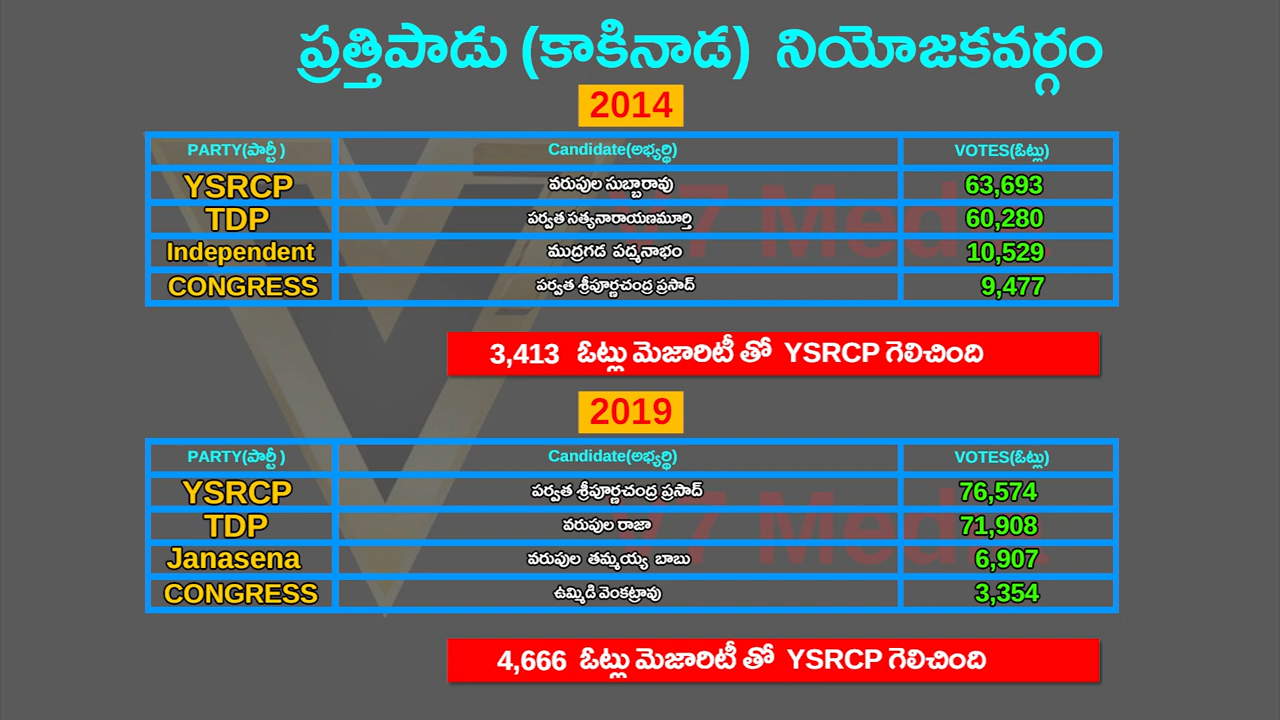 ప్రత్తిపాడు (కాకినాడ) నియోజకవర్గం
2014
PARTY(పార్టీ) Candidate(అభ్యర్థి) VOTES(ఓట్లు)
YSRCP వరుపుల సుబ్బారావు 63,693
TDP పర్వత సత్యనారాయణమూర్తి 60,280
Independent ముద్రగడ పద్మనాభం 10,529
CONGRESS పర్వత శ్రీపూర్ణచంద్ర ప్రసాద్ 9,477
3,413 ఓట్లు మెజారిటీ తో YSRCP గెలిచింది
2019
PARTY(పార్టీ) Candidate(అభ్యర్థి) VOTES(ఓట్లు)
YSRCP పర్వత శ్రీపూర్ణచంద్ర ప్రసాద్ 76,574
TDP వరుపుల రాజా 71,908
Janasena వరుపుల తమ్మయ్య బాబు 6,907
CONGRESS ఉమ్మిడి వెంకట్రావు 3,354
4,666 ఓట్లు మెజారిటీ తో YSRCP గెలిచింది